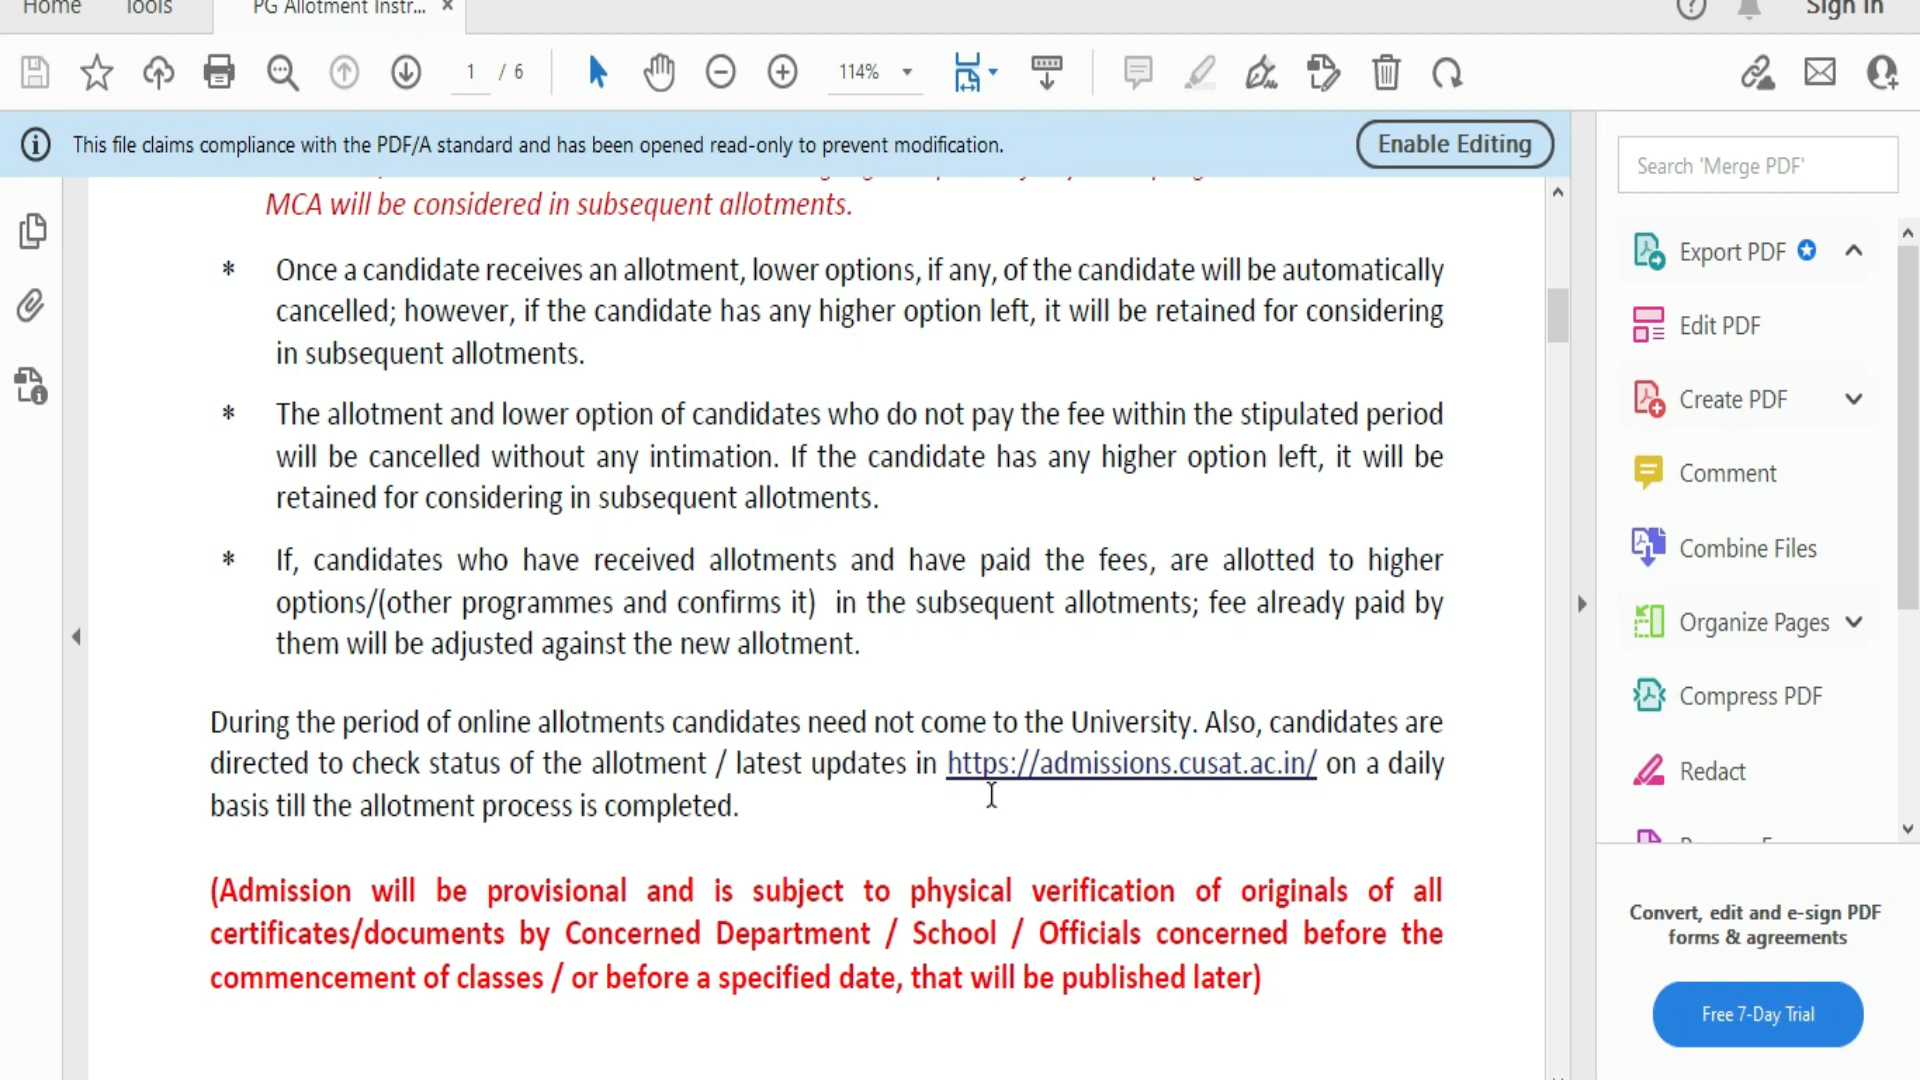 Home Tools PG Allotment Instr... × Sign In
1 / 6 114%
This file claims compliance with the PDF/A standard and has been opened read-only to prevent modification. Enable Editing
Search 'Merge PDF'
MCA will be considered in subsequent allotments.
* Once a candidate receives an allotment, lower options, if any, of the candidate will be automatically
cancelled; however, if the candidate has any higher option left, it will be retained for considering
in subsequent allotments.
* The allotment and lower option of candidates who do not pay the fee within the stipulated period
will be cancelled without any intimation. If the candidate has any higher option left, it will be
retained for considering in subsequent allotments.
* If, candidates who have received allotments and have paid the fees, are allotted to higher
options/(other programmes and confirms it) in the subsequent allotments; fee already paid by
them will be adjusted against the new allotment.
During the period of online allotments candidates need not come to the University. Also, candidates are
directed to check status of the allotment / latest updates in https://admissions.cusat.ac.in/ on a daily
basis till the allotment process is completed.
(Admission will be provisional and is subject to physical verification of originals of all
certificates/documents by Concerned Department / School / Officials concerned before the
commencement of classes / or before a specified date, that will be published later)
Export PDF
Edit PDF
Create PDF
Comment
Combine Files
Organize Pages
Compress PDF
Redact
Convert, edit and e-sign PDF
forms & agreements
Free 7-Day Trial